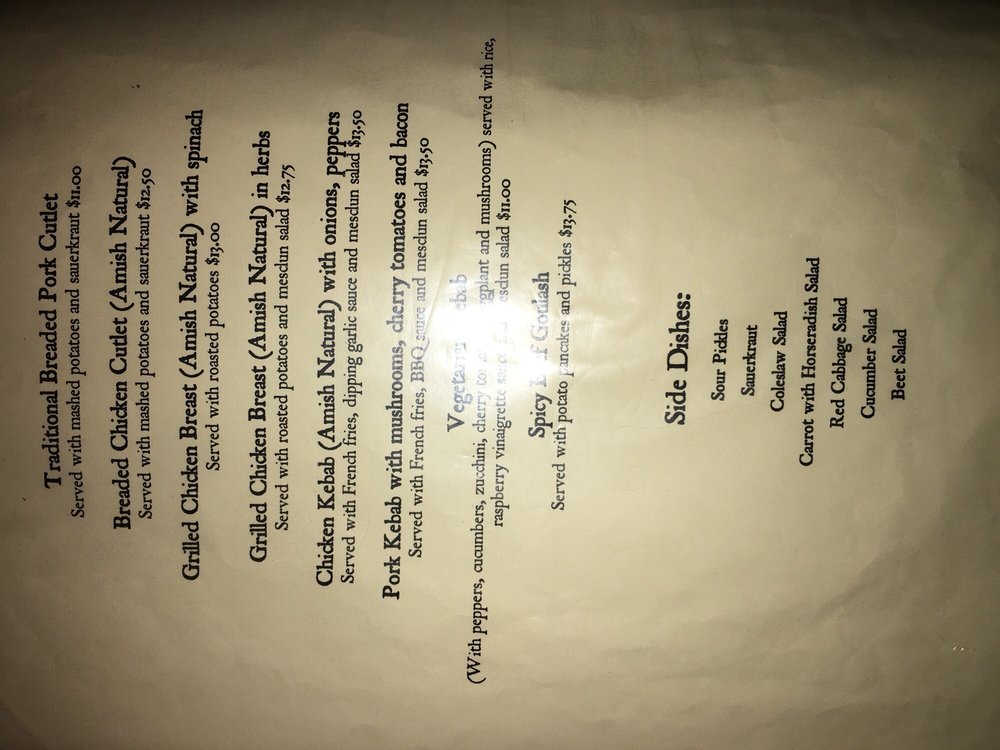 Traditional Breaded Pork Cutlet
Served with mashed potatoes and sauerkraut $11.00
Breaded Chicken Cutlet (Amish Natural)
Served with mashed potatoes and sauerkraut $12.50
Grilled Chicken Breast (Amish Natural) with spinach
Served with roasted potatoes $13.00
Grilled Chicken Breast (Amish Natural) in herbs
Served with roasted potatoes and mesclun salad $12.75
Chicken Kebab (Amish Natural) with onions, peppers
Served with French fries, dipping garlic sauce and mesclun salad $13.50
Pork Kebab with mushrooms, cherry tomatoes and bacon
Served with French fries, BBQ sauce and mesclun salad $13.50
Vegetarian Kebab
(With peppers, cucumbers, zucchini, cherry eggplant and mushrooms) served with rice,
raspberry vinaigrette mesclun salad $11.00
Spicy Beef Goulash
Served with potato pancakes and pickles $13.75
Side Dishes:
Sour Pickles
Sauerkraut
Coleslaw Salad
Carrot with Horseradish Salad
Red Cabbage Salad
Cucumber Salad
Beet Salad